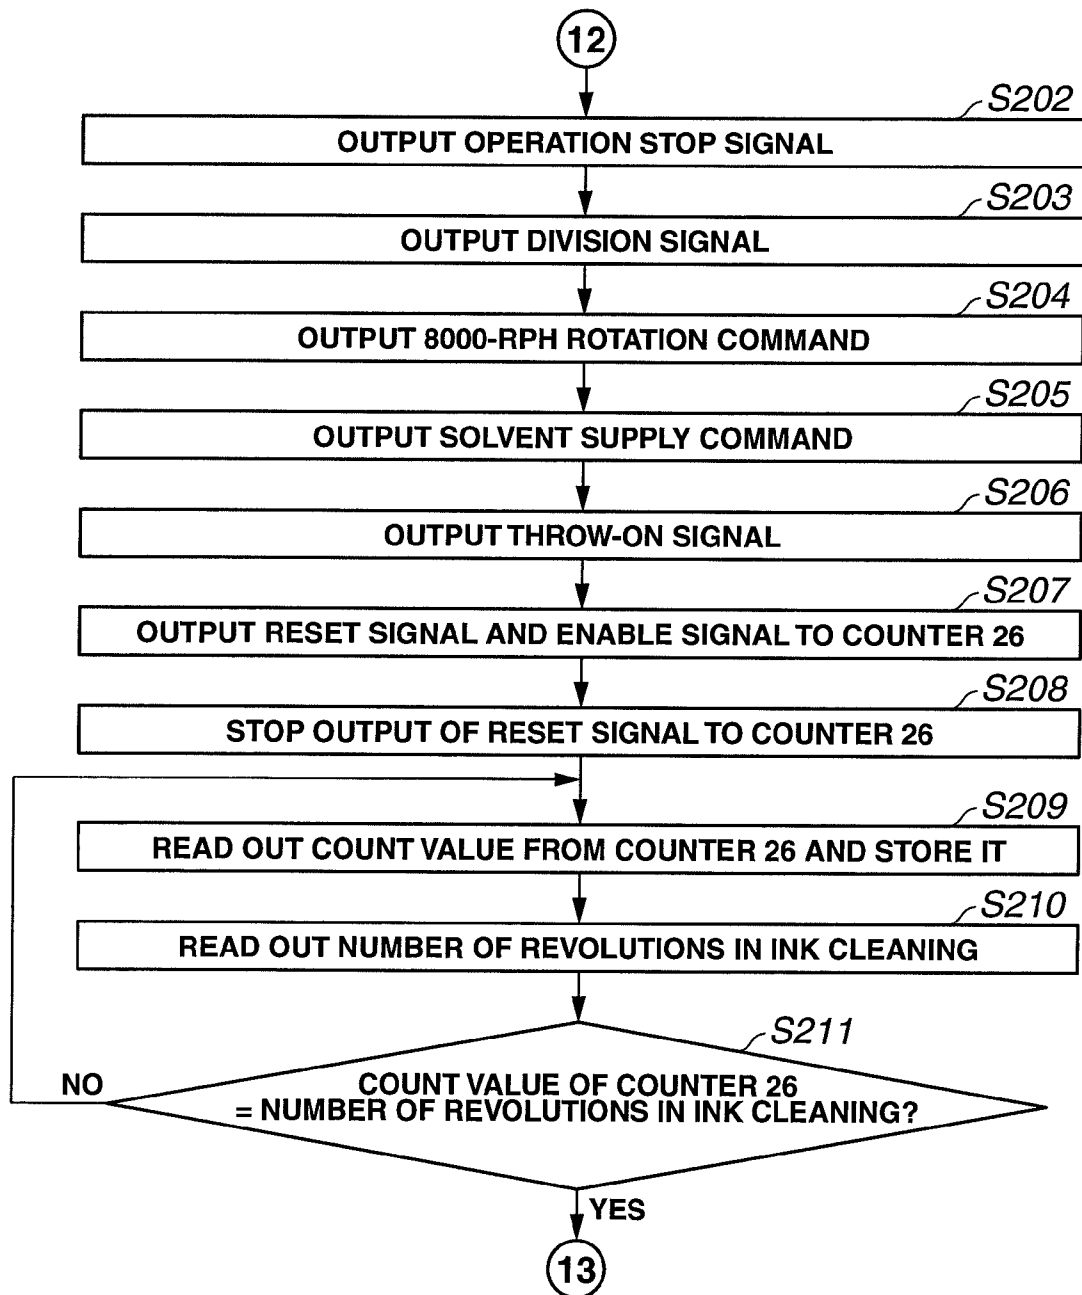 12
S202
OUTPUT OPERATION STOP SIGNAL
S203
OUTPUT DIVISION SIGNAL
S204
OUTPUT 8000-RPH ROTATION COMMAND
S205
OUTPUT SOLVENT SUPPLY COMMAND
S206
OUTPUT THROW-ON SIGNAL
S207
OUTPUT RESET SIGNAL AND ENABLE SIGNAL TO COUNTER 26
S208
STOP OUTPUT OF RESET SIGNAL TO COUNTER 26
S209
READ OUT COUNT VALUE FROM COUNTER 26 AND STORE IT
S210
READ OUT NUMBER OF REVOLUTIONS IN INK CLEANING
S211
NO
COUNT VALUE OF COUNTER 26
= NUMBER OF REVOLUTIONS IN INK CLEANING?
YES
13